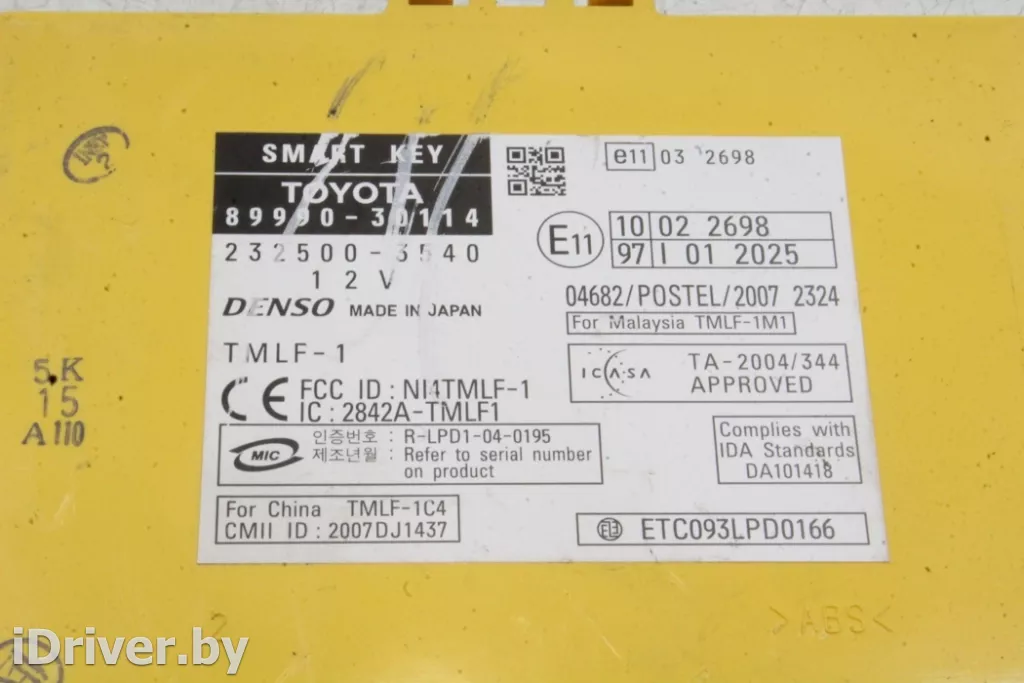 SMART KEY
TOYOTA
89990-30114
232500-3540
12V
DENSO MADE IN JAPAN
TMLF-1
CE FCC ID : NI4TMLF-1
IC : 2842A-TMLF1
MIC 인증번호 : R-LPD1-04-0195
제조년월 : Refer to serial number
on product
For China TMLF-1C4
CMII ID : 2007DJ1437
e11 03 2698
E11 10 02 2698
97 I 01 2025
04682/POSTEL/2007 2324
For Malaysia TMLF-1M1
ICASA TA-2004/344
APPROVED
Complies with
IDA Standards
DA101418
ETC093LPD0166
5K
15
A110
2
>ABS<
iDriver.by